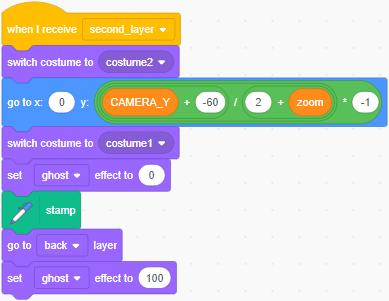 when I receive second_layer
switch costume to costume2
go to x: 0 y: CAMERA_Y + -60 / 2 + zoom * -1
switch costume to costume1
set ghost effect to 0
stamp
go to back layer
set ghost effect to 100